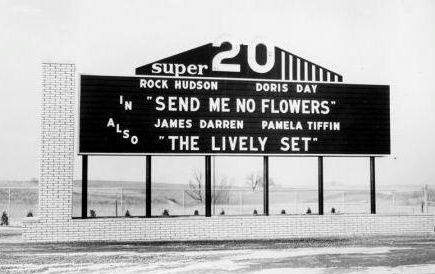 super 20
ROCK HUDSON DORIS DAY
IN "SEND ME NO FLOWERS"
ALSO JAMES DARREN PAMELA TIFFIN
"THE LIVELY SET"